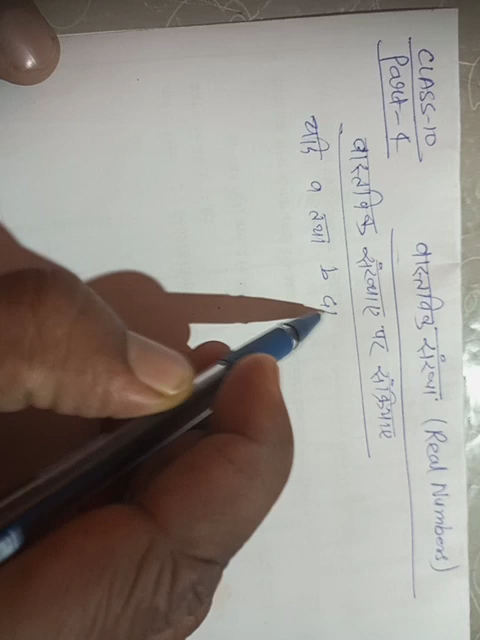 CLASS-10
Part-4
वास्तविक संख्या (Real Numbers)
वास्तविक संख्याएं पर संक्रियाएं
यदि a तथा b